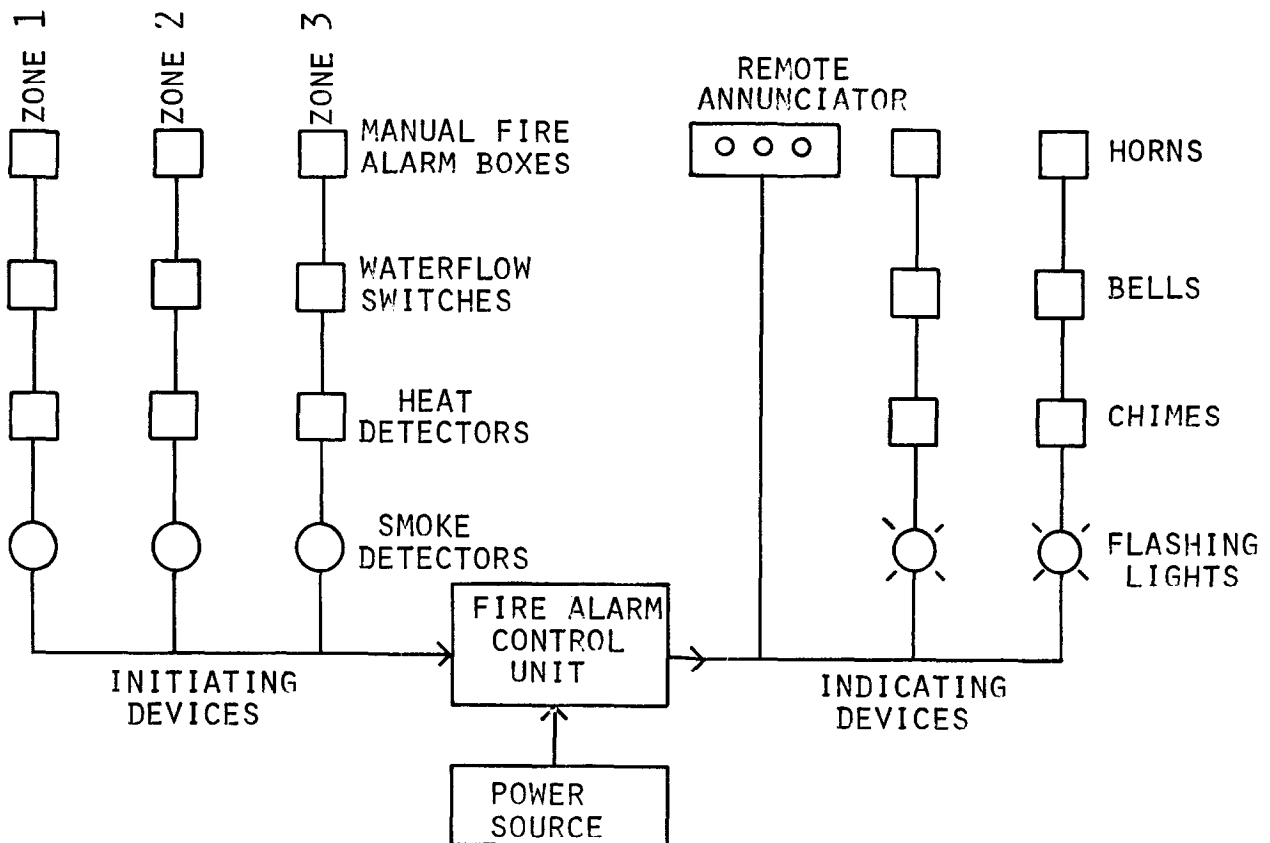 ZONE 1
ZONE 2
ZONE 3
MANUAL FIRE
ALARM BOXES
WATERFLOW
SWITCHES
HEAT
DETECTORS
SMOKE
DETECTORS
INITIATING
DEVICES
FIRE ALARM
CONTROL
UNIT
POWER
SOURCE
REMOTE
ANNUNCIATOR
HORNS
BELLS
CHIMES
FLASHING
LIGHTS
INDICATING
DEVICES